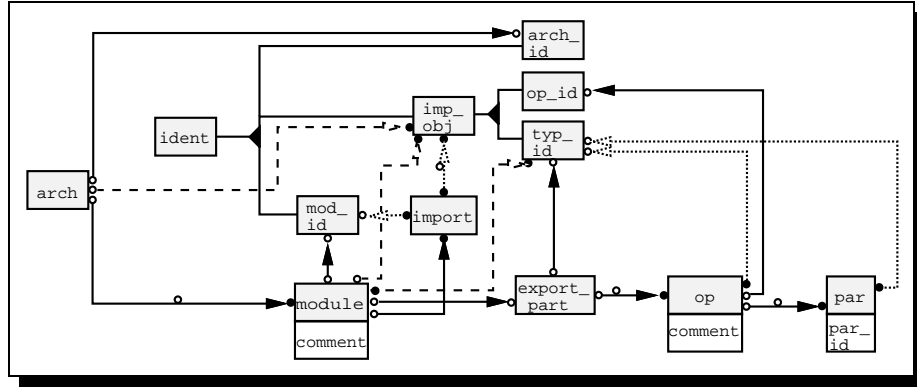 arch_
id
imp_
obj
op_id
ident
typ_
id
arch
mod_
id
import
module
comment
export_
part
op
comment
par
par_
id